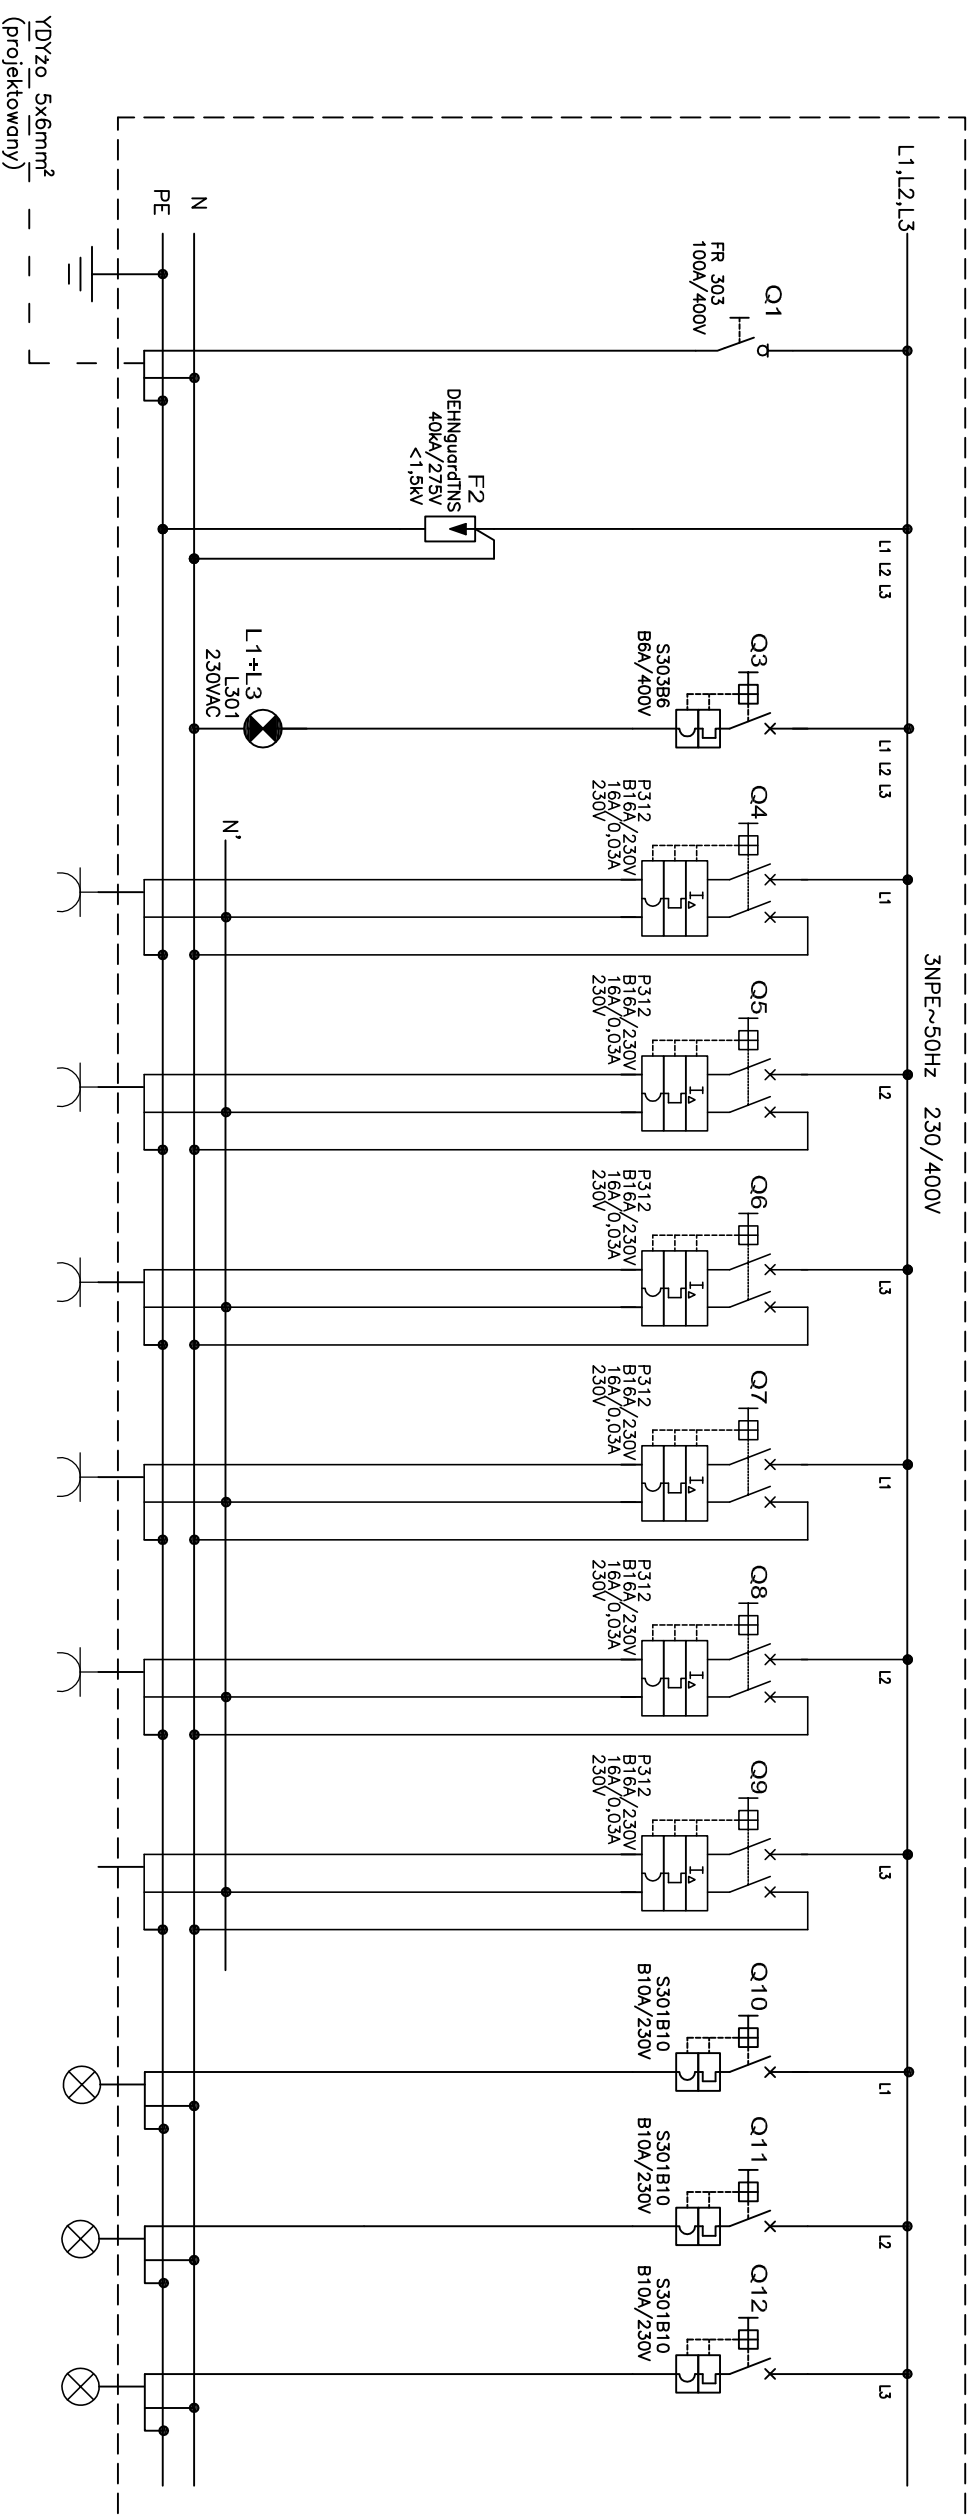 L1,L2,L3
3NPE~50Hz 230/400V
N
PE
YDYżo 5x6mm²
(projektowany)
Q1
FR 303
100A/400V
F2
DEHNguardTNS
40kA/275V
<1,5kV
L1 L2 L3
Q3
S303B6
B6A/400V
L1÷L3
L301
230VAC
L1 L2 L3
N'
Q4
P312
B16A/230V
16A/0,03A
230V
L1
Q5
P312
B16A/230V
16A/0,03A
230V
L2
Q6
P312
B16A/230V
16A/0,03A
230V
L3
Q7
P312
B16A/230V
16A/0,03A
230V
L1
Q8
P312
B16A/230V
16A/0,03A
230V
L2
Q9
P312
B16A/230V
16A/0,03A
230V
L3
Q10
S301B10
B10A/230V
L1
Q11
S301B10
B10A/230V
L2
Q12
S301B10
B10A/230V
L3